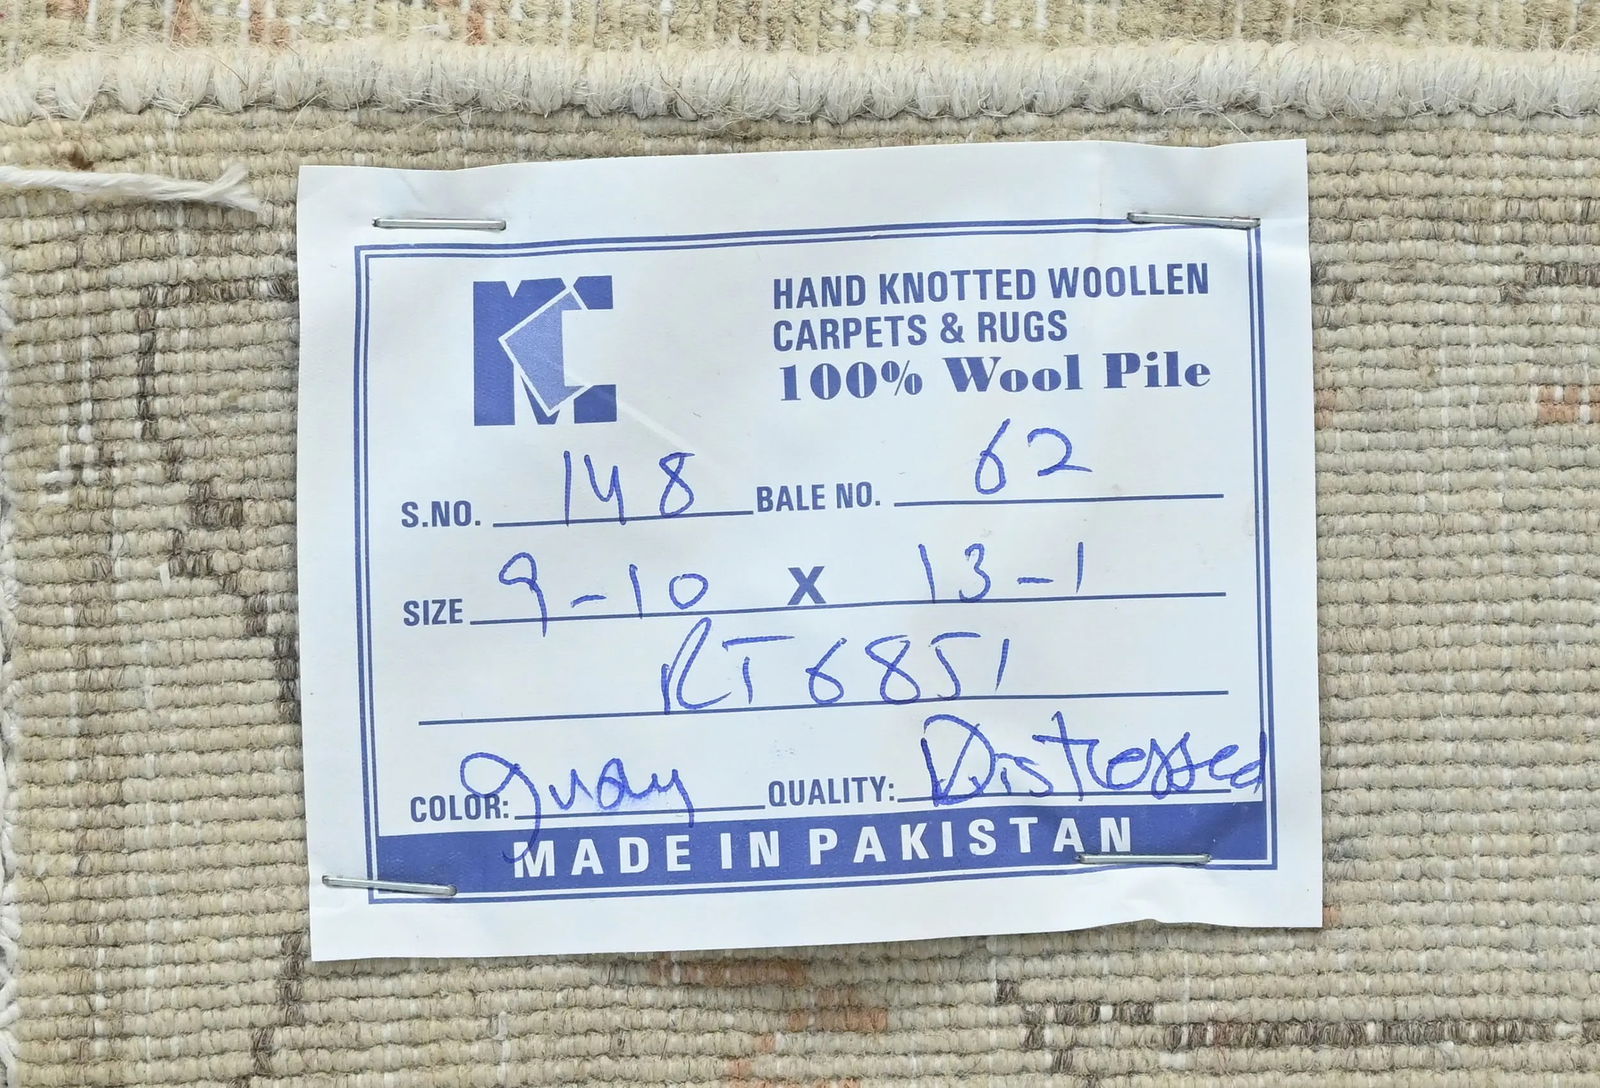 MC
HAND KNOTTED WOOLLEN
CARPETS & RUGS
100% Wool Pile
S.NO. 148 BALE NO. 62
SIZE 9-10 X 13-1
RT6851
COLOR: gray QUALITY: Distressed
MADE IN PAKISTAN